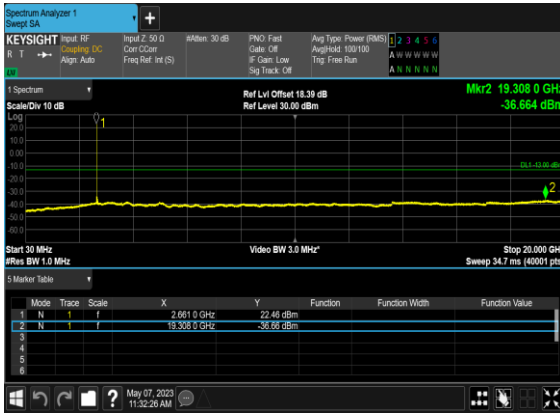 Spectrum Analyzer 1
Swept SA
+
KEYSIGHT Input: RF Input Z: 50 Ω #Atten: 30 dB PNO: Fast Avg Type: Power (RMS) 1 2 3 4 5 6
R T Coupling: DC Corr CCorr Gate: Off Avg|Hold: 100/100 A W W W W W
Align: Auto Freq Ref: Int (S) IF Gain: Low Trig: Free Run
LXI Sig Track: Off A N N N N N
1 Spectrum Ref Lvl Offset 18.39 dB Mkr2 19.308 0 GHz
Scale/Div 10 dB Ref Level 30.00 dBm -36.664 dBm
Log
1
20.0
10.0
0.00
-10.0
DL1 -13.00 dBm
-20.0
-30.0
2
-40.0
-50.0
-60.0
Start 30 MHz Video BW 3.0 MHz* Stop 20.000 GH
#Res BW 1.0 MHz Sweep 34.7 ms (40001 pts
5 Marker Table
Mode Trace Scale X Y Function Function Width Function Value
1 N 1 f 2.661 0 GHz 22.46 dBm
2 N 1 f 19.308 0 GHz -36.66 dBm
3
4
5
6
? May 07, 2023
11:32:26 AM